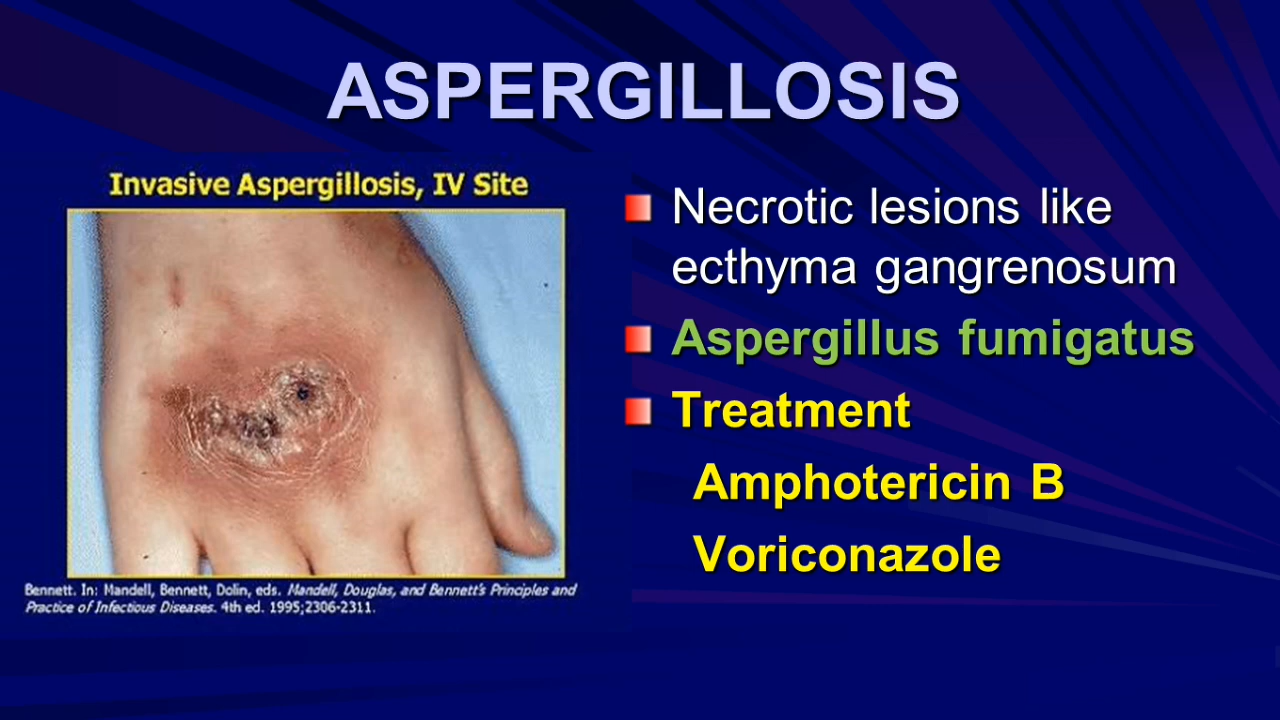 ASPERGILLOSIS
Invasive Aspergillosis, IV Site
Bennett. In: Mandell, Bennett, Dolin, eds. Mandell, Douglas, and Bennett's Principles and
Practice of Infectious Diseases. 4th ed. 1995;2306-2311.
Necrotic lesions like
ecthyma gangrenosum
Aspergillus fumigatus
Treatment
Amphotericin B
Voriconazole